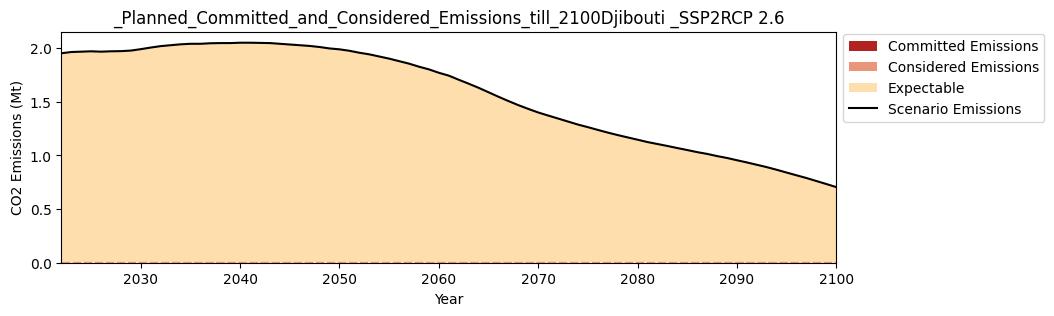 _Planned_Committed_and_Considered_Emissions_till_2100Djibouti _SSP2RCP 2.6
Committed Emissions
Considered Emissions
Expectable
Scenario Emissions
CO2 Emissions (Mt)
2.0
1.5
1.0
0.5
0.0
2030 2040 2050 2060 2070 2080 2090 2100
Year